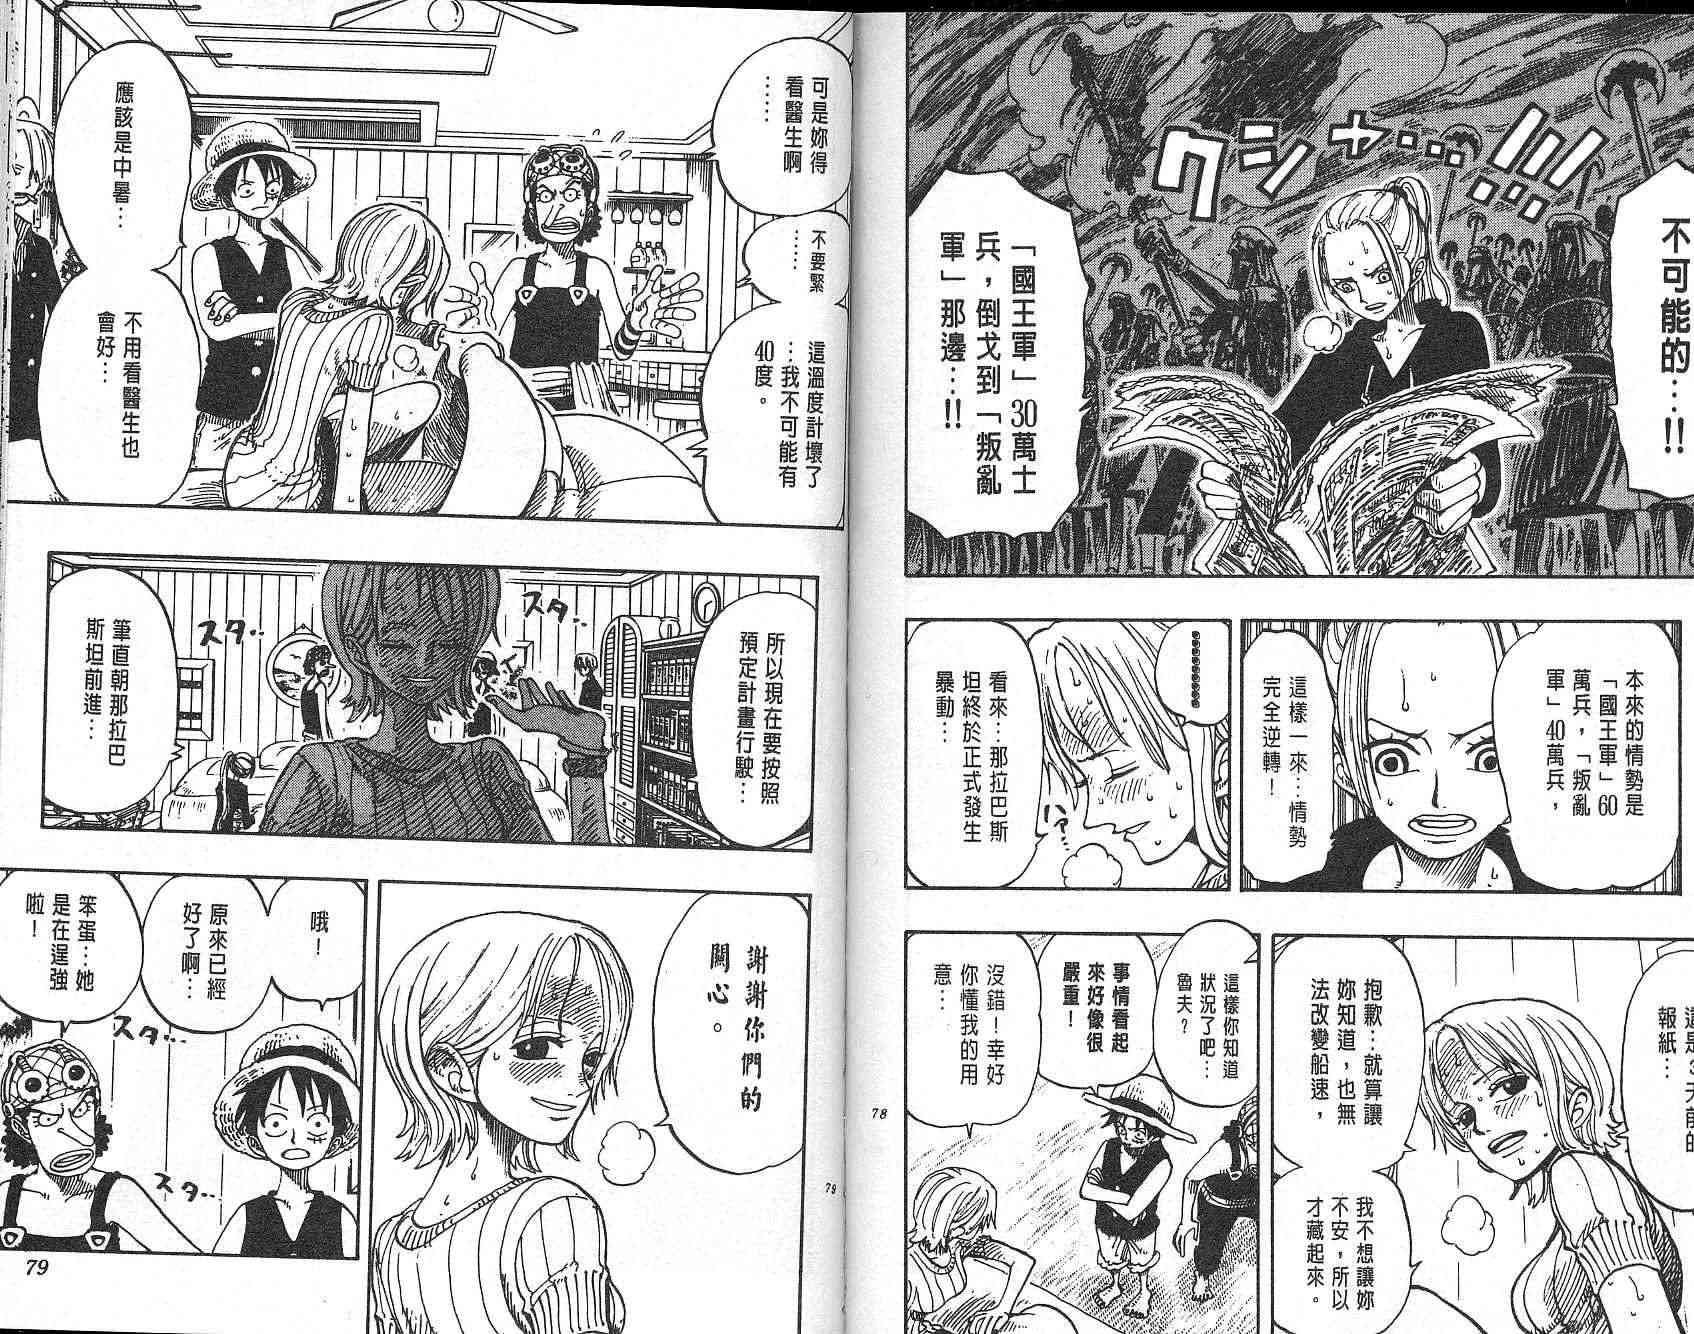 不可能的…!!
クシャ…!!!
「國王軍」30萬士
兵，倒戈到「叛亂
軍」那邊…!!
本來的情勢是
「國王軍」60
萬兵，「叛亂
軍」40萬兵，
這樣一來…情勢
完全逆轉！
…………
看來…那拉巴斯
坦終於正式發生
暴動…
!?
報紙…
抱歉…就算讓
妳知道，也無
法改變船速，
我不想讓妳
不安，所以
才藏起來。
這樣你知道
狀況了吧…
魯夫？
事情看起
來好像很
嚴重！
沒錯！幸好
你懂我的用
意…
78
可是妳得
看醫生啊
……
不要緊
……
這溫度計壞了
…我不可能有
40度。
應該是中暑…
不用看醫生也
會好…
所以現在要按照
預定計畫行駛…
スタ…
スタ…
筆直朝那拉巴
斯坦前進…
謝謝你們的
關心。
哦！
原來已經
好了啊…
笨蛋…她
是在逞強
啦！
スタ…
スタ…
79
79